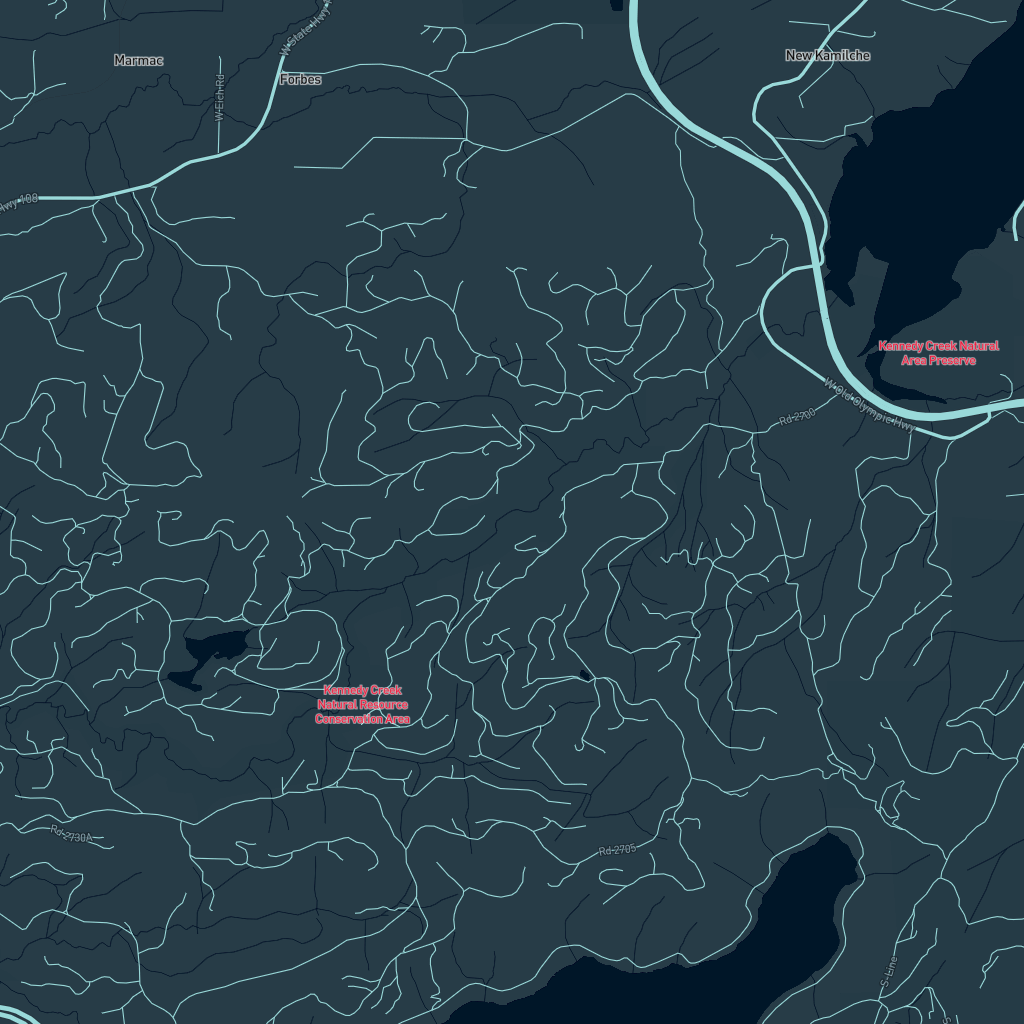 W State Hwy
New Kamilche
Marmac
Forbes
W Eich Rd
Hwy 108
Kennedy Creek Natural
Area Preserve
W Old Olympic Hwy
Rd 2700
Kennedy Creek
Natural Resource
Conservation Area
Rd 2730A
Rd 2705
S Line
S